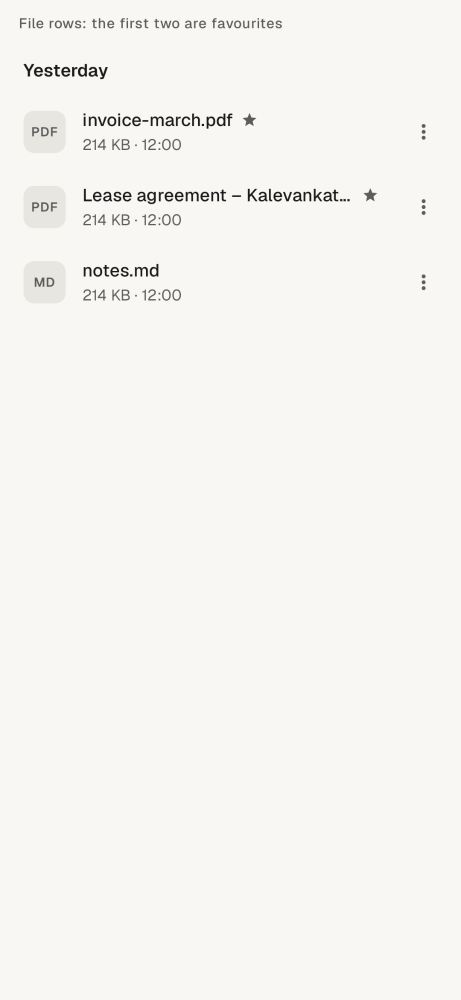 File rows: the first two are favourites
Yesterday
PDF
invoice-march.pdf
214 KB · 12:00
PDF
Lease agreement – Kalevankat…
214 KB · 12:00
MD
notes.md
214 KB · 12:00